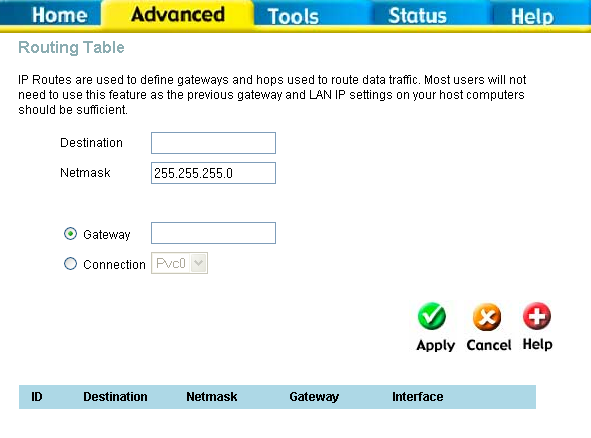 Home Advanced Tools Status Help
Routing Table
IP Routes are used to define gateways and hops used to route data traffic. Most users will not
need to use this feature as the previous gateway and LAN IP settings on your host computers
should be sufficient.
Destination
Netmask 255.255.255.0
Gateway
Connection Pvc0
Apply Cancel Help
ID Destination Netmask Gateway Interface